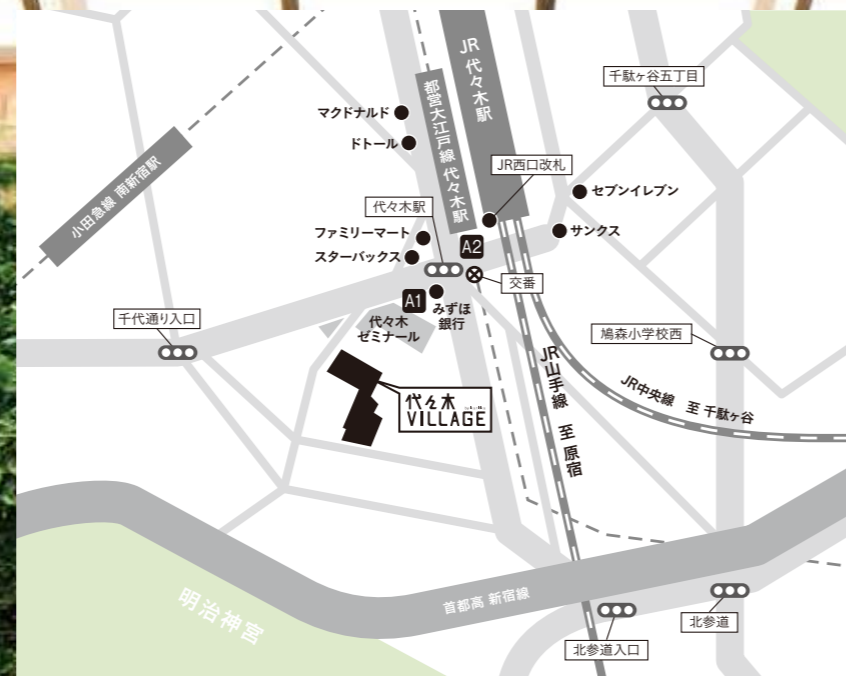 JR 代々木駅
千駄ヶ谷五丁目
都営大江戸線 代々木駅
マクドナルド
ドトール
JR西口改札
小田急線 南新宿駅
セブンイレブン
代々木駅
サンクス
ファミリーマート
A2
スターバックス
交番
A1
みずほ
銀行
千代通り入口
代々木
ゼミナール
鳩森小学校西
JR山手線 至 原宿
JR中央線 至 千駄ヶ谷
代々木
VILLAGE
首都高 新宿線
明治神宮
北参道
北参道入口